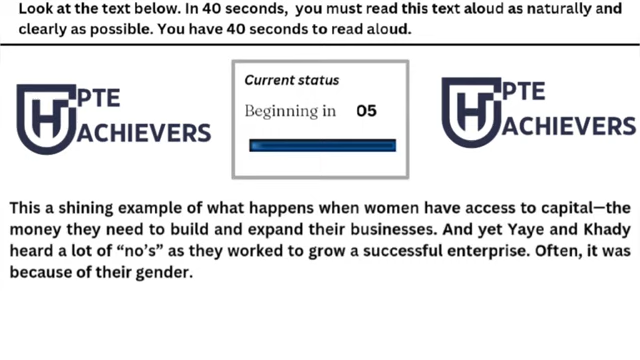 Look at the text below. In 40 seconds, you must read this text aloud as naturally and
clearly as possible. You have 40 seconds to read aloud.
PTE
ACHIEVERS
Current status
Beginning in 05
PTE
ACHIEVERS
This a shining example of what happens when women have access to capital—the
money they need to build and expand their businesses. And yet Yaye and Khady
heard a lot of “no's” as they worked to grow a successful enterprise. Often, it was
because of their gender.